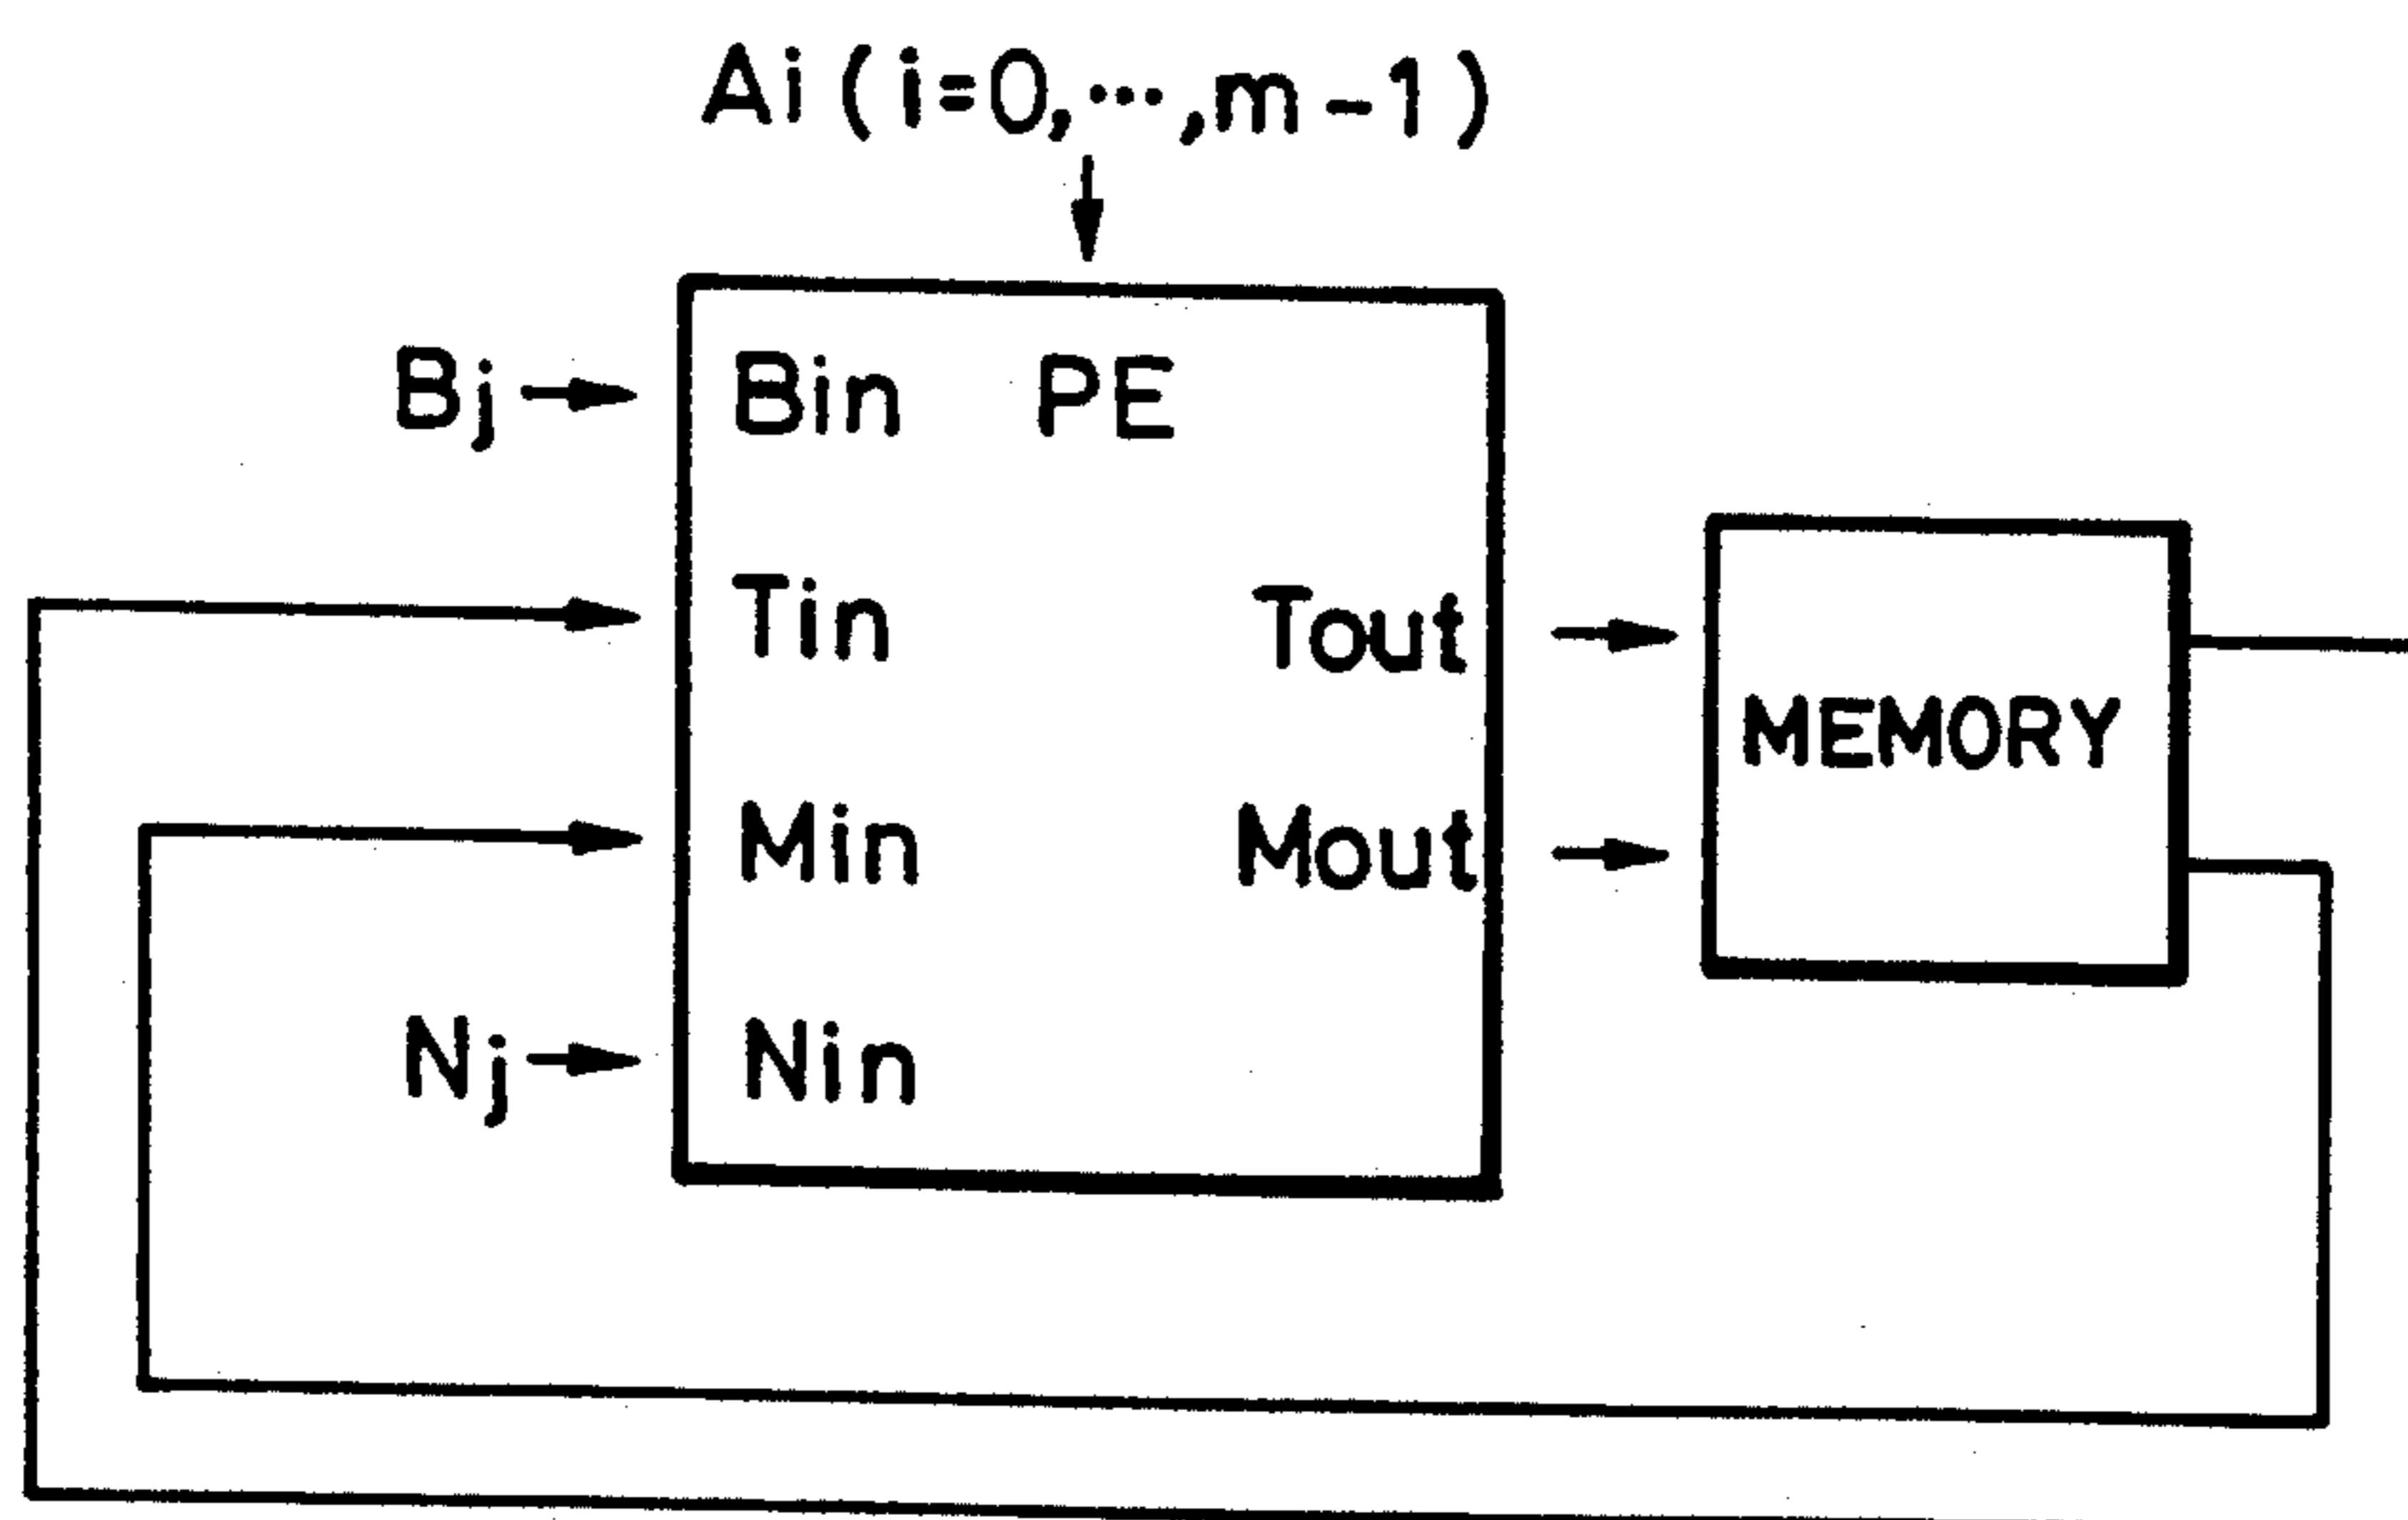 Ai (i=0,⋯,m-1)
Bj
Bin PE
Tin
Tout
MEMORY
Min
Mout
Nj
Nin